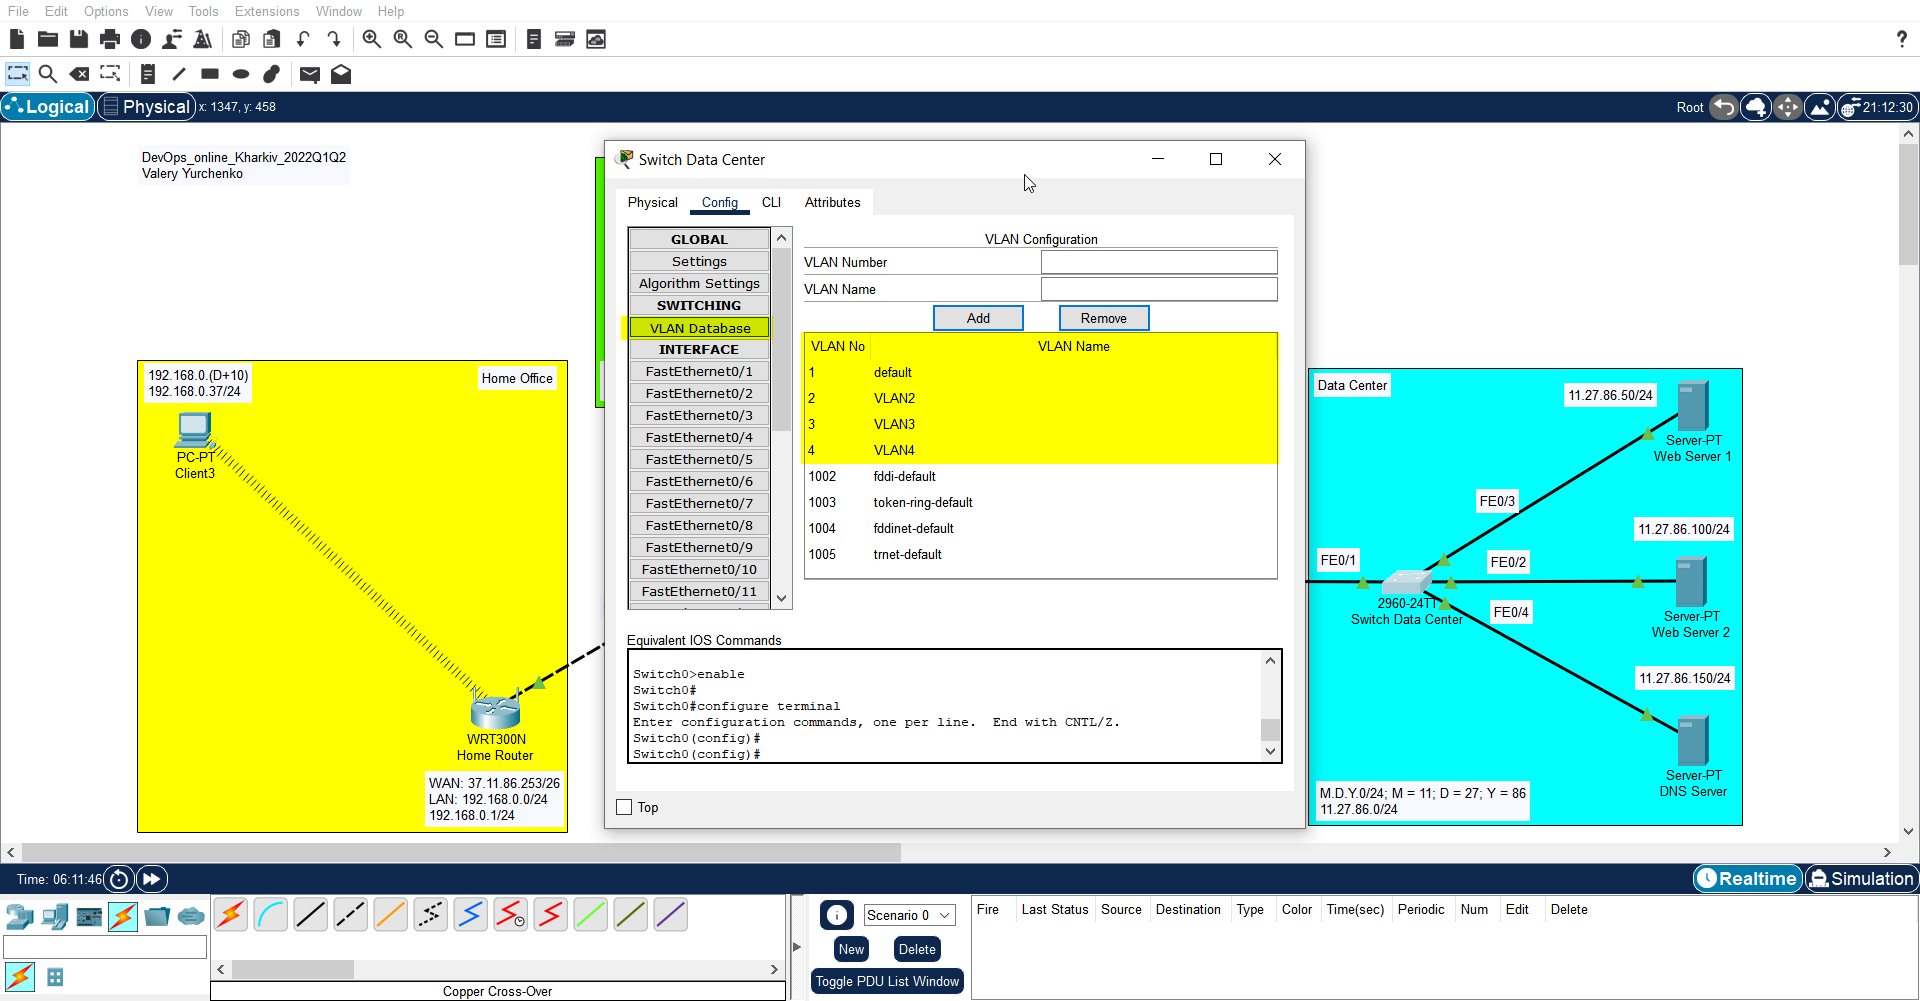 File Edit Options View Tools Extensions Window Help
Logical Physical x: 1347, y: 458 Root 21:12:30
DevOps_online_Kharkiv_2022Q1Q2
Valery Yurchenko
192.168.0.(D+10)
192.168.0.37/24
Home Office
PC-PT
Client3
WRT300N
Home Router
WAN: 37.11.86.253/26
LAN: 192.168.0.0/24
192.168.0.1/24
Switch Data Center
Physical Config CLI Attributes
GLOBAL
Settings
Algorithm Settings
SWITCHING
VLAN Database
INTERFACE
FastEthernet0/1
FastEthernet0/2
FastEthernet0/3
FastEthernet0/4
FastEthernet0/5
FastEthernet0/6
FastEthernet0/7
FastEthernet0/8
FastEthernet0/9
FastEthernet0/10
FastEthernet0/11
VLAN Configuration
VLAN Number
VLAN Name
Add Remove
VLAN No VLAN Name
1 default
2 VLAN2
3 VLAN3
4 VLAN4
1002 fddi-default
1003 token-ring-default
1004 fddinet-default
1005 trnet-default
Equivalent IOS Commands
Switch0>enable
Switch0#
Switch0#configure terminal
Enter configuration commands, one per line. End with CNTL/Z.
Switch0(config)#
Switch0(config)#
Top
Data Center
11.27.86.50/24
Server-PT
Web Server 1
FE0/3
11.27.86.100/24
FE0/1
FE0/2
2960-24TT
Switch Data Center
FE0/4
Server-PT
Web Server 2
11.27.86.150/24
Server-PT
DNS Server
M.D.Y.0/24; M = 11; D = 27; Y = 86
11.27.86.0/24
Time: 06:11:46 Realtime Simulation
Scenario 0
New Delete
Toggle PDU List Window
Fire Last Status Source Destination Type Color Time(sec) Periodic Num Edit Delete
Copper Cross-Over